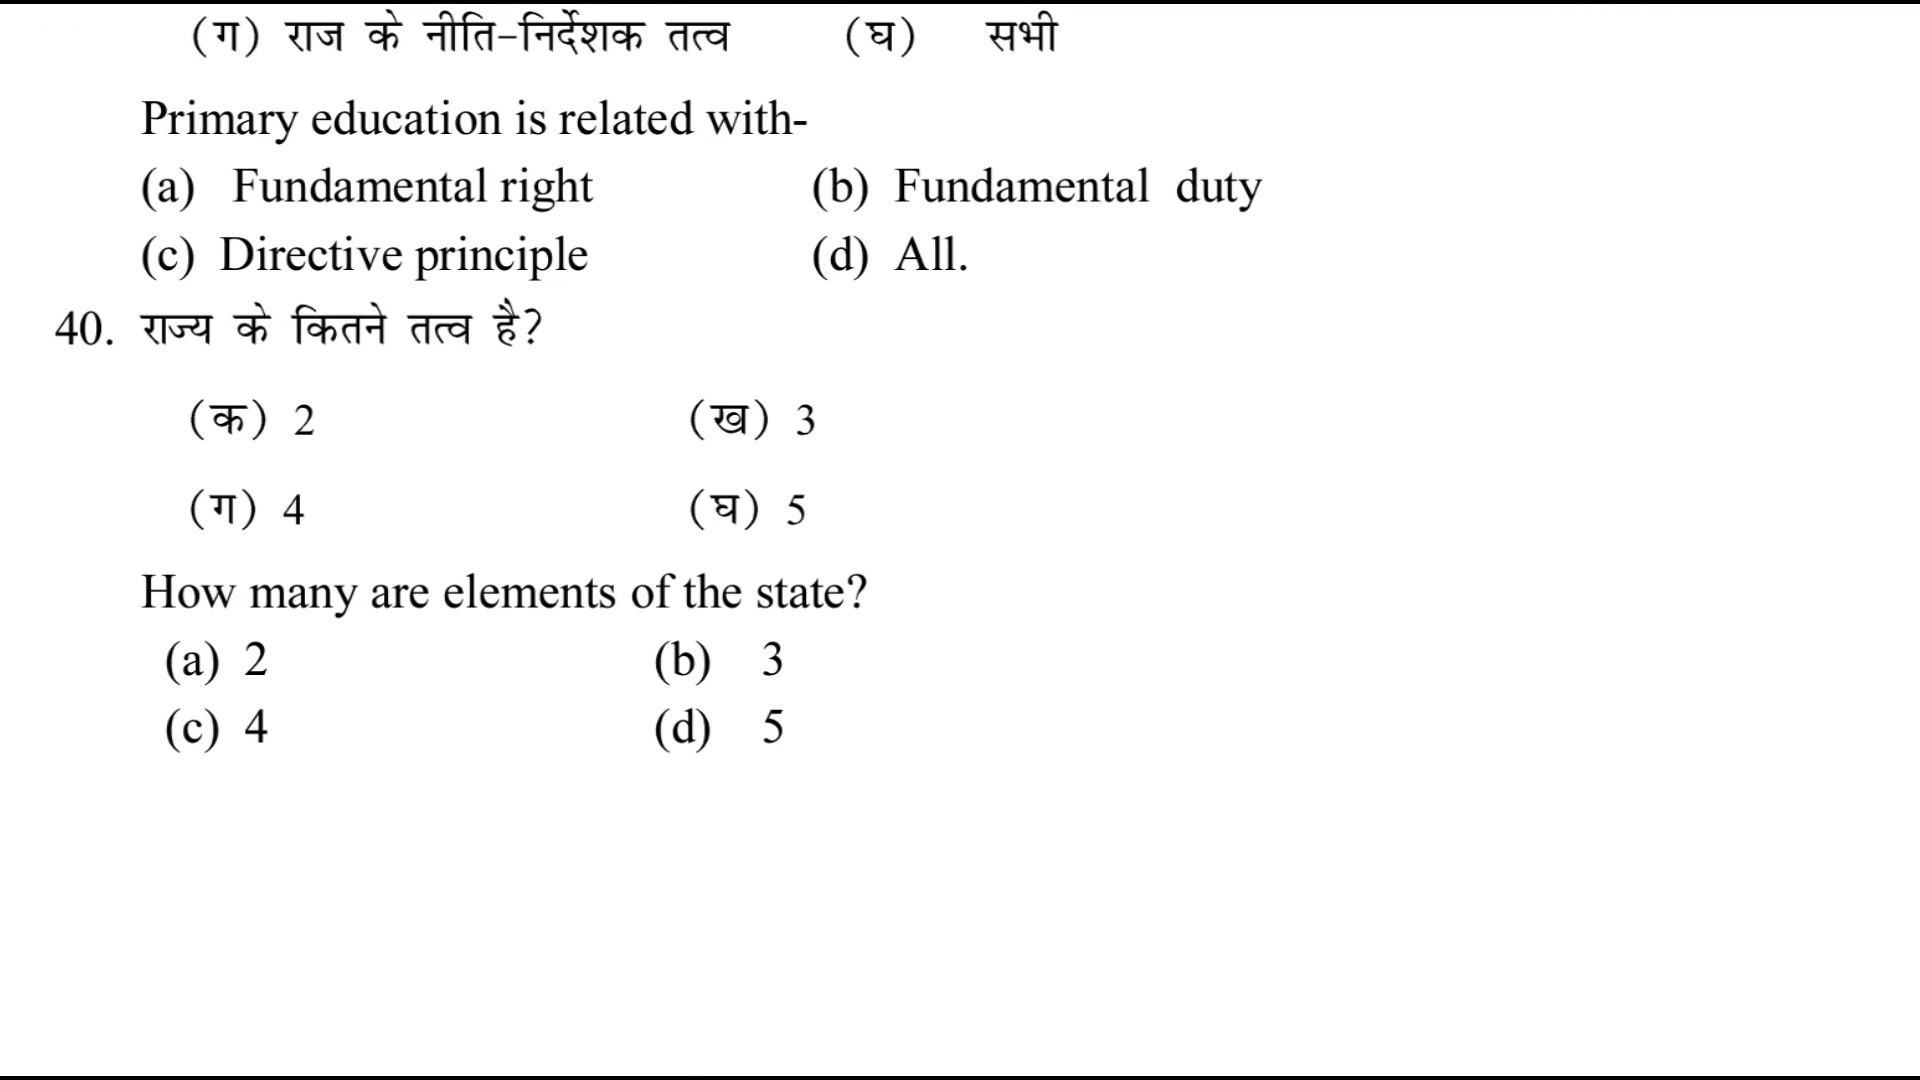 (ग) राज के नीति-निर्देशक तत्व (घ) सभी
Primary education is related with-
(a) Fundamental right (b) Fundamental duty
(c) Directive principle (d) All.
40. राज्य के कितने तत्व है?
(क) 2 (ख) 3
(ग) 4 (घ) 5
How many are elements of the state?
(a) 2 (b) 3
(c) 4 (d) 5